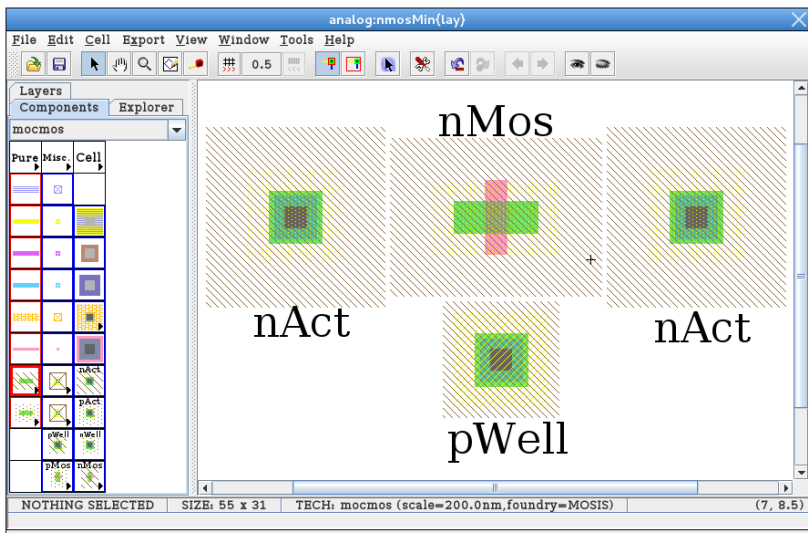 analog:nmosMin{lay}
File Edit Cell Export View Window Tools Help
0.5
Layers
Components Explorer
mocmos
Pure Misc. Cell
nAct
pAct
pWell nWell
pMos nMos
nMos
nAct
nAct
pWell
NOTHING SELECTED SIZE: 55 x 31 TECH: mocmos (scale=200.0nm,foundry=MOSIS) (7, 8.5)